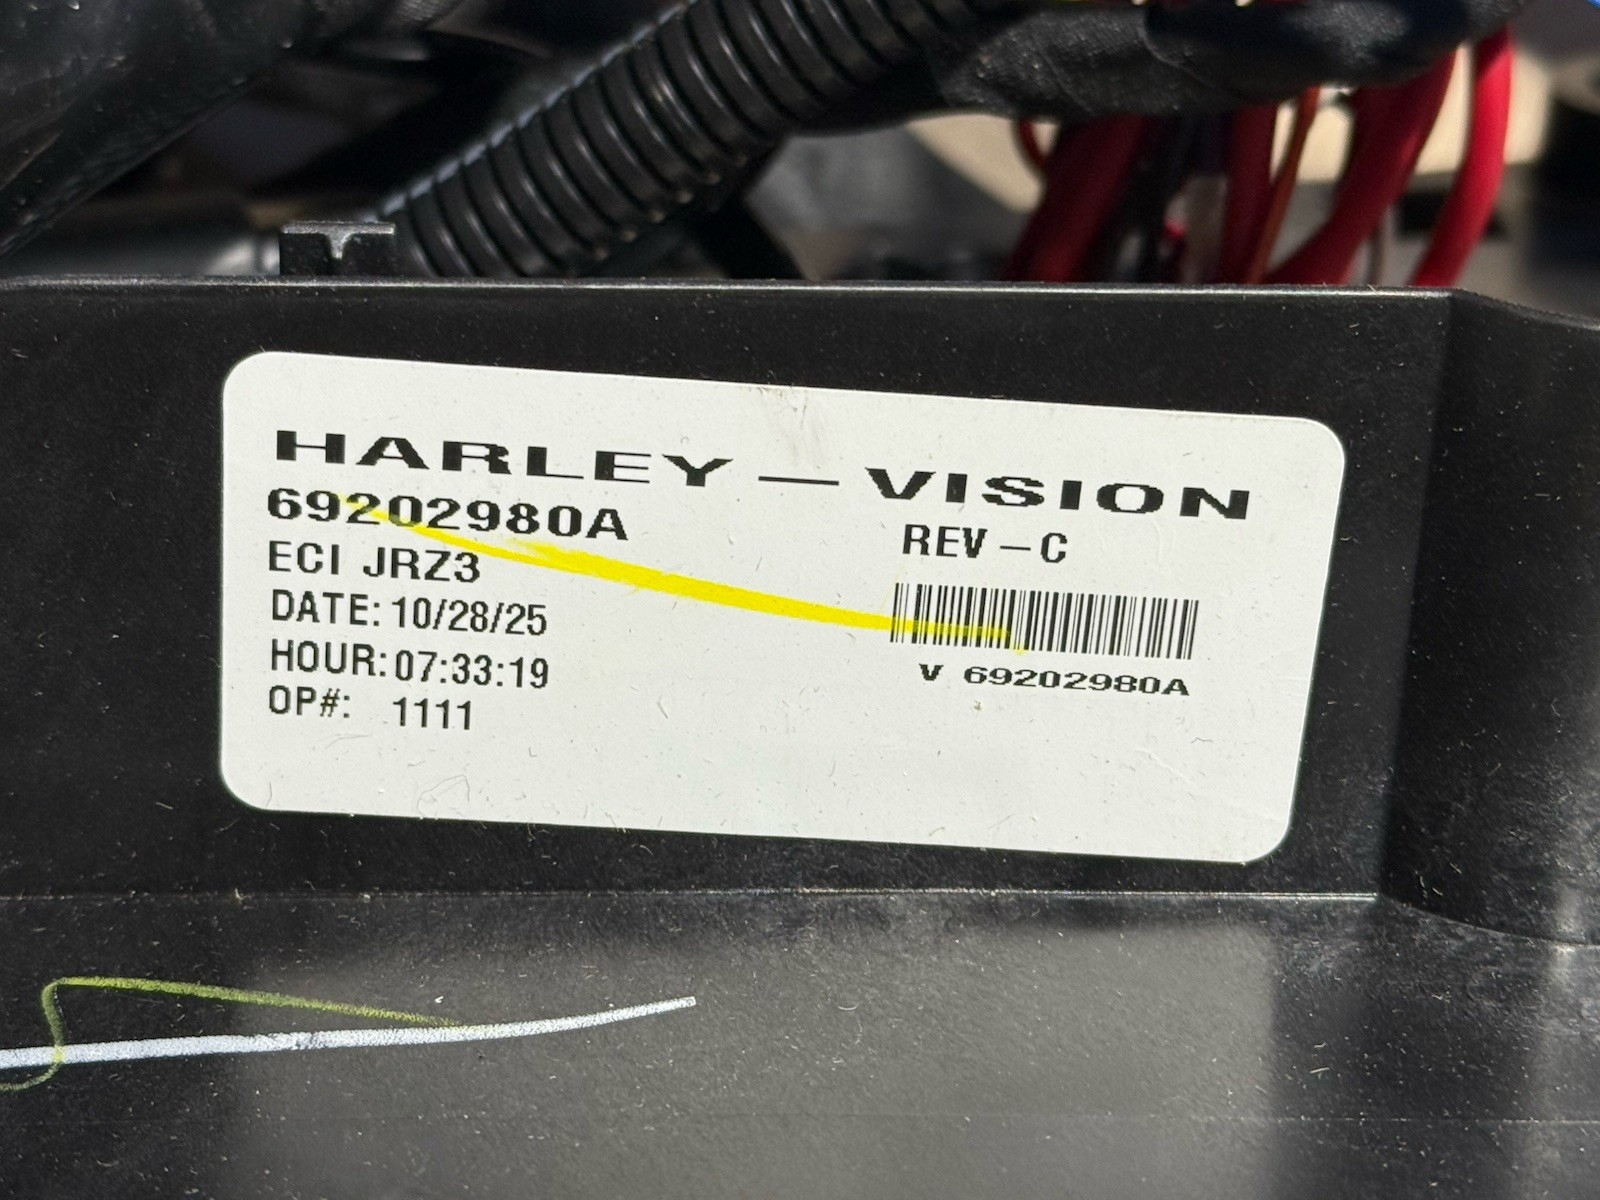 HARLEY — VISION
69202980A
REV – C
ECI JRZ3
DATE: 10/28/25
HOUR: 07:33:19
V 69202980A
OP#: 1111